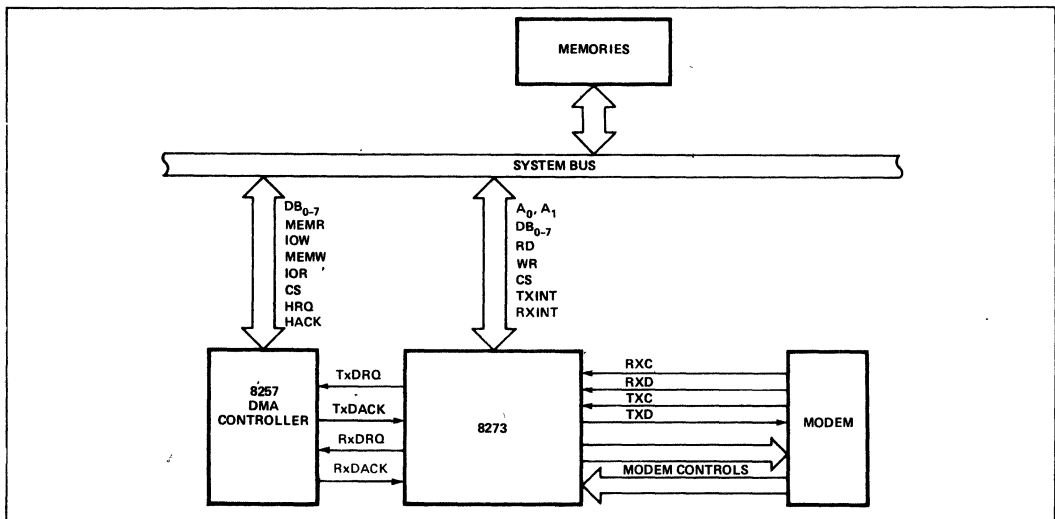 MEMORIES
SYSTEM BUS
DB0-7
MEMR
IOW
MEMW
IOR
CS
HRQ
HACK
A0, A1
DB0-7
RD
WR
CS
TXINT
RXINT
8257
DMA
CONTROLLER
TxDRQ
TxDACK
RxDRQ
RxDACK
8273
RXC
RXD
TXC
TXD
MODEM CONTROLS
MODEM